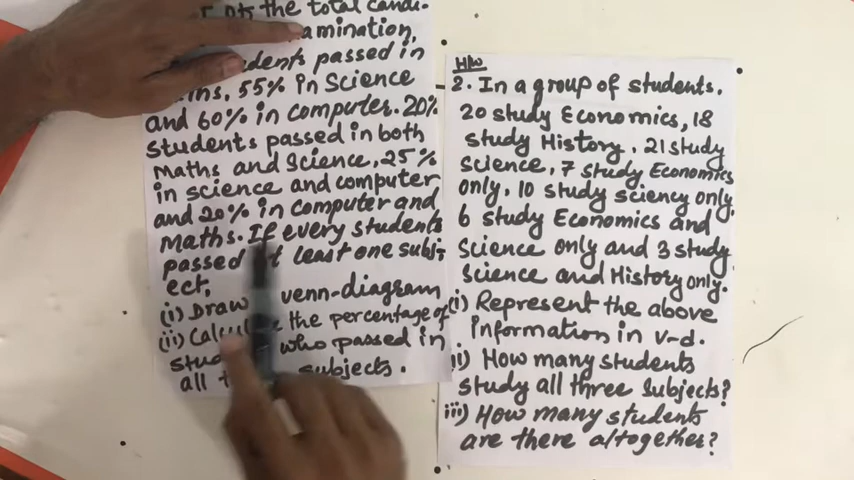 the total candi-
amination,
dents passed in
55% in Science
and 60% in computer. 20%
students passed in both
Maths and Science, 25%
in science and computer
and 20% in computer and
Maths. If every students
passed at least one subj-
ect,
(i) Draw venn-diagram
(ii) Calcul the percentage of
stud who passed in
all subjects.
H/W
2. In a group of students.
20 study Economics, 18
study History, 21 study
science, 7 study Economics
only, 10 study sciency only.
6 study Economics and
Science only and 3 study
Science and History only.
(i) Represent the above
information in v-d.
ii) How many students
study all three subjects?
iii) How many students
are there altogether?